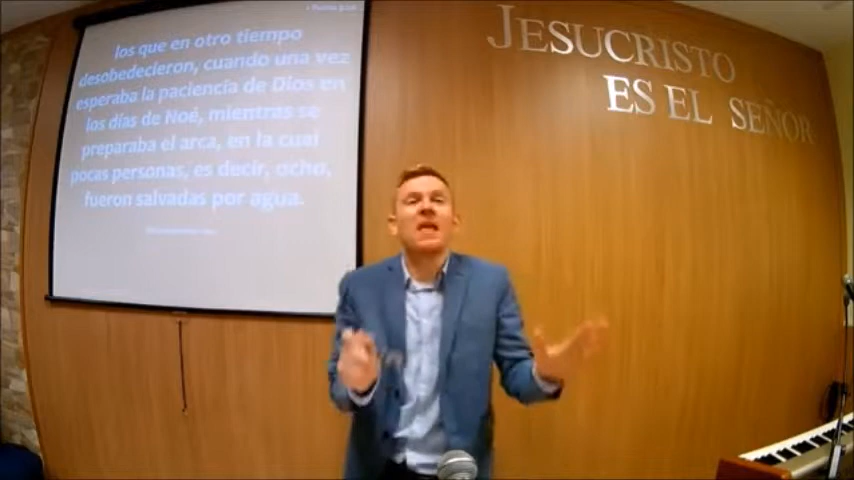 los que en otro tiempo
desobedecieron, cuando una vez
esperaba la paciencia de Dios en
los días de Noé, mientras se
preparaba el arca, en la cual
pocas personas, es decir, ocho,
fueron salvadas por agua.
JESUCRISTO
ES EL SEÑOR